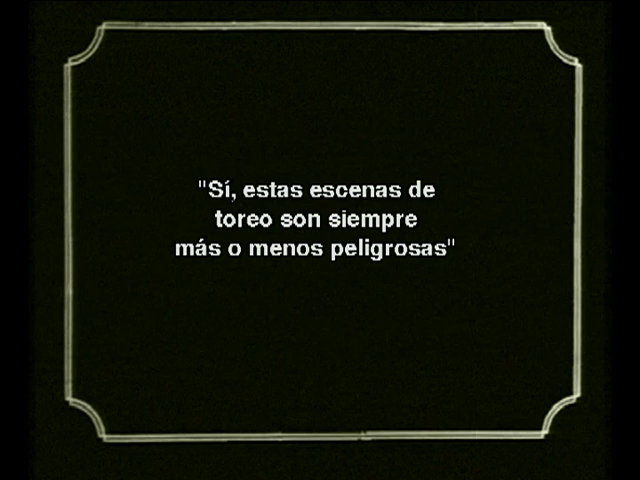 "Sí, estas escenas de
toreo son siempre
más o menos peligrosas"